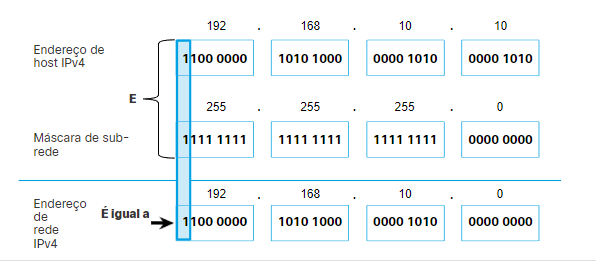 192 . 168 . 10 . 10
Endereço de
host IPv4
1100 0000 1010 1000 0000 1010 0000 1010
E
255 . 255 . 255 . 0
Máscara de sub-
rede
1111 1111 1111 1111 1111 1111 0000 0000
192 . 168 . 10 . 0
Endereço
de
rede
IPv4
É igual a
1100 0000 1010 1000 0000 1010 0000 0000